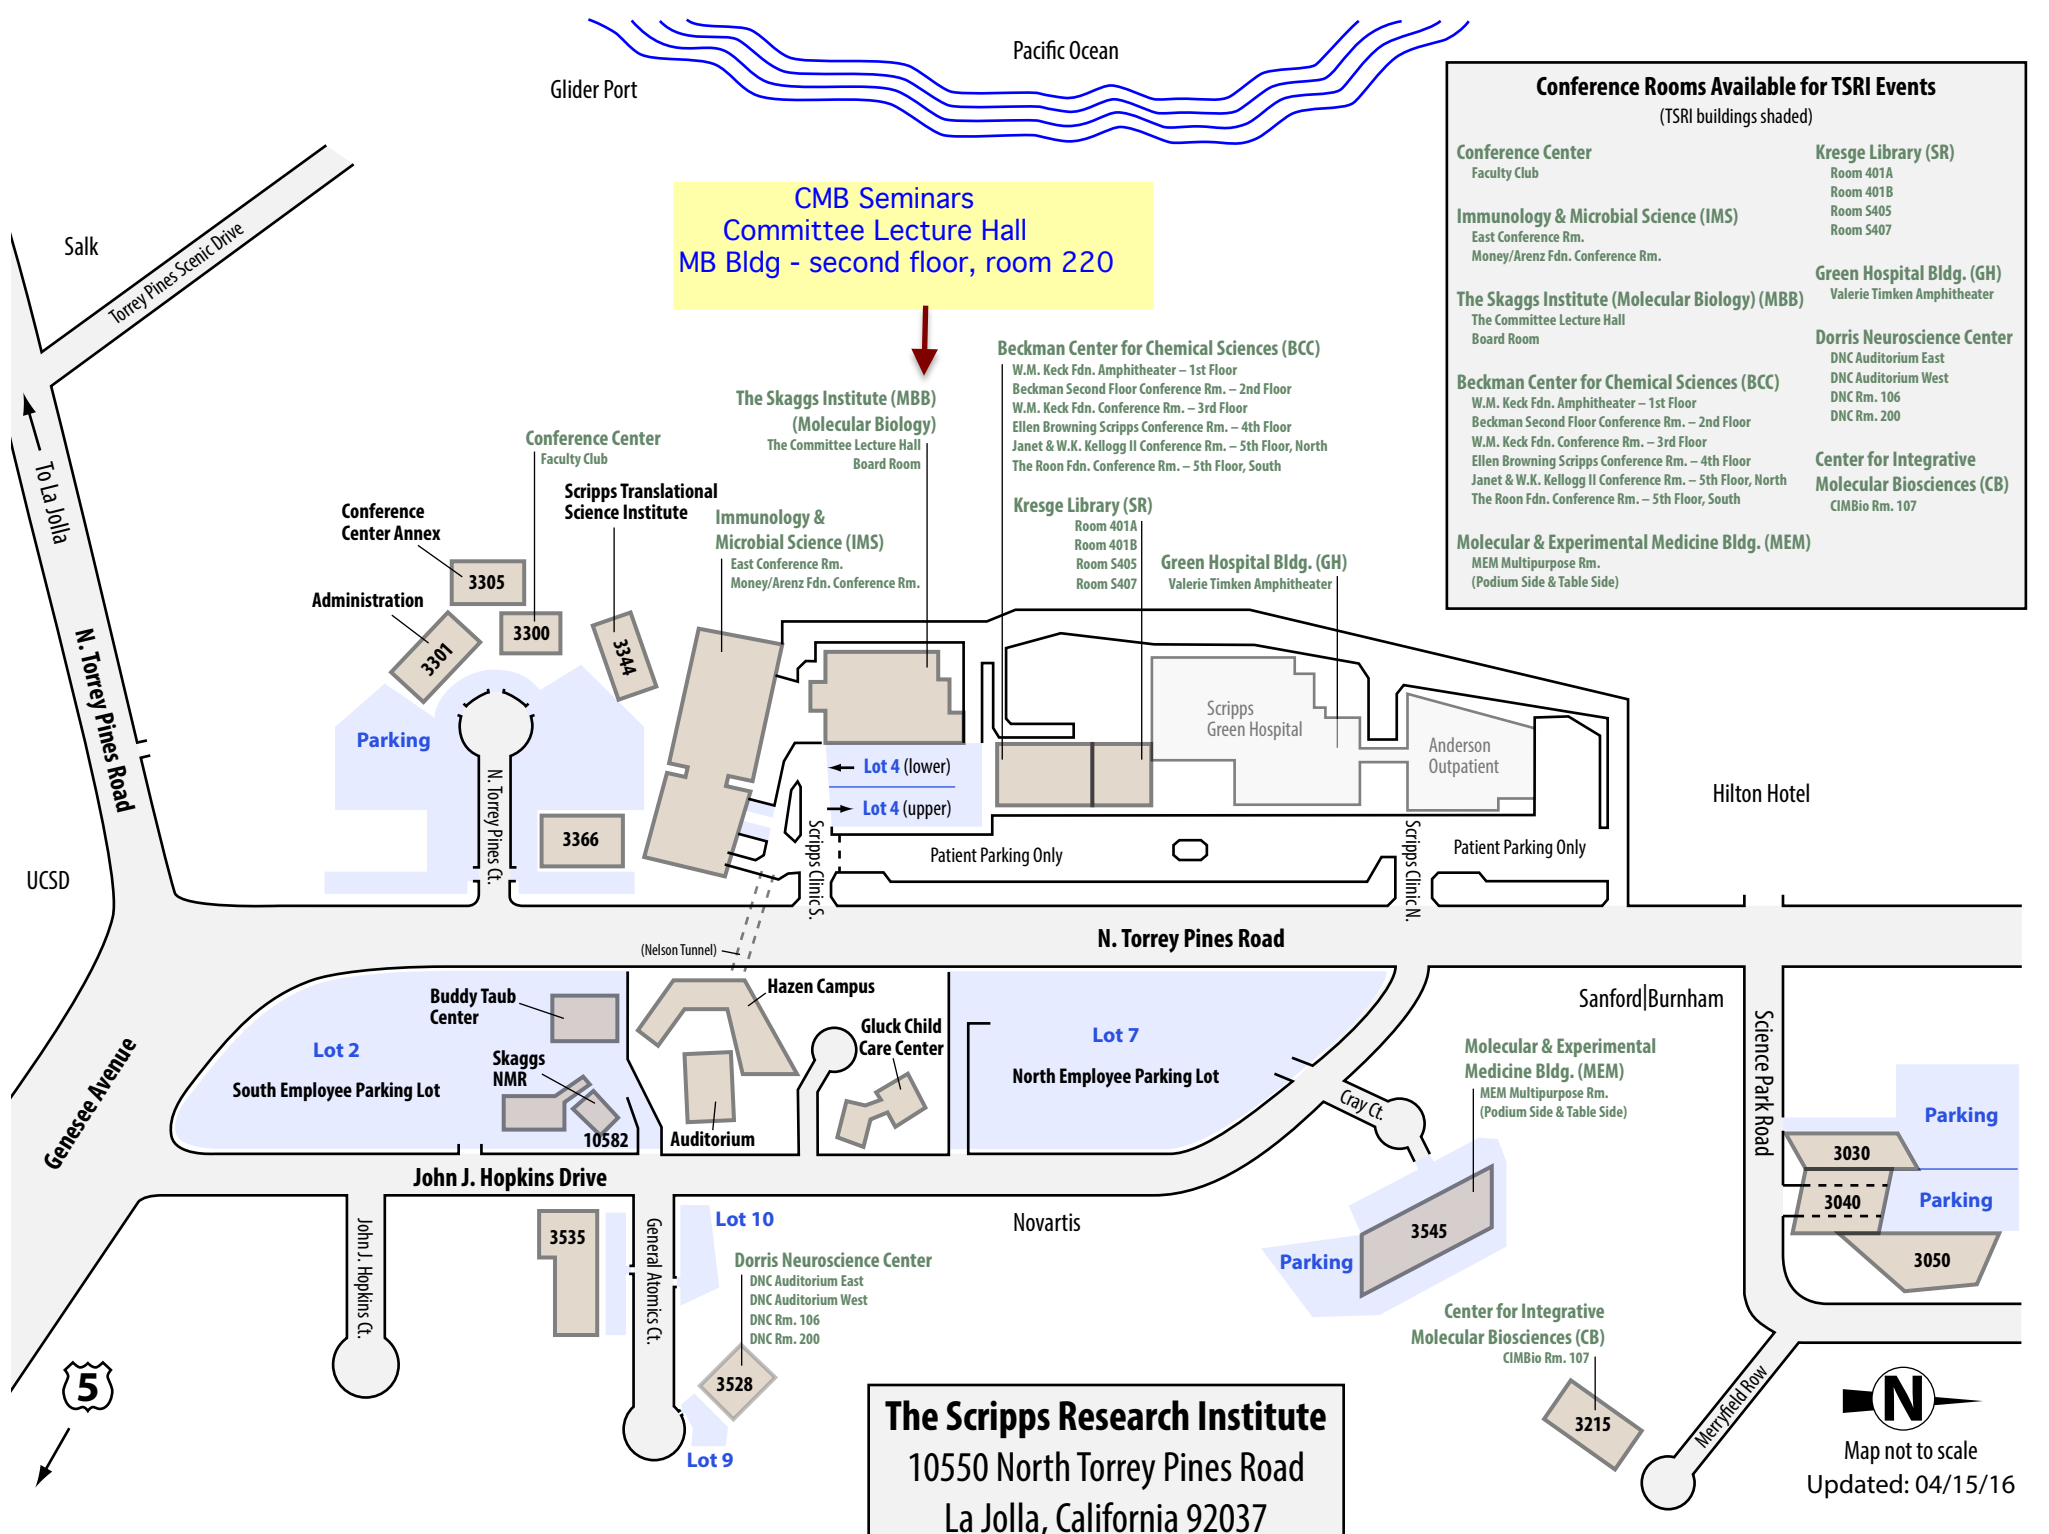 Pacific Ocean
Glider Port
Conference Rooms Available for TSRI Events
(TSRI buildings shaded)
Conference Center
Faculty Club
Immunology & Microbial Science (IMS)
East Conference Rm.
Money/Arenz Fdn. Conference Rm.
The Skaggs Institute (Molecular Biology) (MBB)
The Committee Lecture Hall
Board Room
Beckman Center for Chemical Sciences (BCC)
W.M. Keck Fdn. Amphitheater – 1st Floor
Beckman Second Floor Conference Rm. – 2nd Floor
W.M. Keck Fdn. Conference Rm. – 3rd Floor
Ellen Browning Scripps Conference Rm. – 4th Floor
Janet & W.K. Kellogg II Conference Rm. – 5th Floor, North
The Roon Fdn. Conference Rm. – 5th Floor, South
Molecular & Experimental Medicine Bldg. (MEM)
MEM Multipurpose Rm.
(Podium Side & Table Side)
Kresge Library (SR)
Room 401A
Room 401B
Room S405
Room S407
Green Hospital Bldg. (GH)
Valerie Timken Amphitheater
Dorris Neuroscience Center
DNC Auditorium East
DNC Auditorium West
DNC Rm. 106
DNC Rm. 200
Center for Integrative
Molecular Biosciences (CB)
CIMBio Rm. 107
CMB Seminars
Committee Lecture Hall
MB Bldg - second floor, room 220
Salk
Torrey Pines Scenic Drive
To La Jolla
N. Torrey Pines Road
UCSD
Beckman Center for Chemical Sciences (BCC)
W.M. Keck Fdn. Amphitheater – 1st Floor
Beckman Second Floor Conference Rm. – 2nd Floor
W.M. Keck Fdn. Conference Rm. – 3rd Floor
Ellen Browning Scripps Conference Rm. – 4th Floor
Janet & W.K. Kellogg II Conference Rm. – 5th Floor, North
The Roon Fdn. Conference Rm. – 5th Floor, South
The Skaggs Institute (MBB)
(Molecular Biology)
The Committee Lecture Hall
Board Room
Conference Center
Faculty Club
Scripps Translational
Science Institute
Conference
Center Annex
Immunology &
Microbial Science (IMS)
East Conference Rm.
Money/Arenz Fdn. Conference Rm.
Kresge Library (SR)
Room 401A
Room 401B
Room S405
Room S407
Green Hospital Bldg. (GH)
Valerie Timken Amphitheater
Administration
3305
3300
3301
3344
Parking
N. Torrey Pines Ct.
3366
Lot 4 (lower)
Lot 4 (upper)
Scripps
Green Hospital
Anderson
Outpatient
Hilton Hotel
Scripps Clinic S.
Patient Parking Only
Scripps Clinic N.
Patient Parking Only
N. Torrey Pines Road
(Nelson Tunnel)
Genesee Avenue
Buddy Taub
Center
Lot 2
South Employee Parking Lot
Skaggs
NMR
10582
Hazen Campus
Auditorium
Gluck Child
Care Center
Lot 7
North Employee Parking Lot
Cray Ct.
Sanford|Burnham
Molecular & Experimental
Medicine Bldg. (MEM)
MEM Multipurpose Rm.
(Podium Side & Table Side)
Science Park Road
Parking
3030
3040
Parking
3050
John J. Hopkins Drive
John J. Hopkins Ct.
3535
General Atomics Ct.
Lot 10
Novartis
Dorris Neuroscience Center
DNC Auditorium East
DNC Auditorium West
DNC Rm. 106
DNC Rm. 200
3528
Lot 9
3545
Parking
Center for Integrative
Molecular Biosciences (CB)
CIMBio Rm. 107
3215
Merryfield Row
5
The Scripps Research Institute
10550 North Torrey Pines Road
La Jolla, California 92037
N
Map not to scale
Updated: 04/15/16